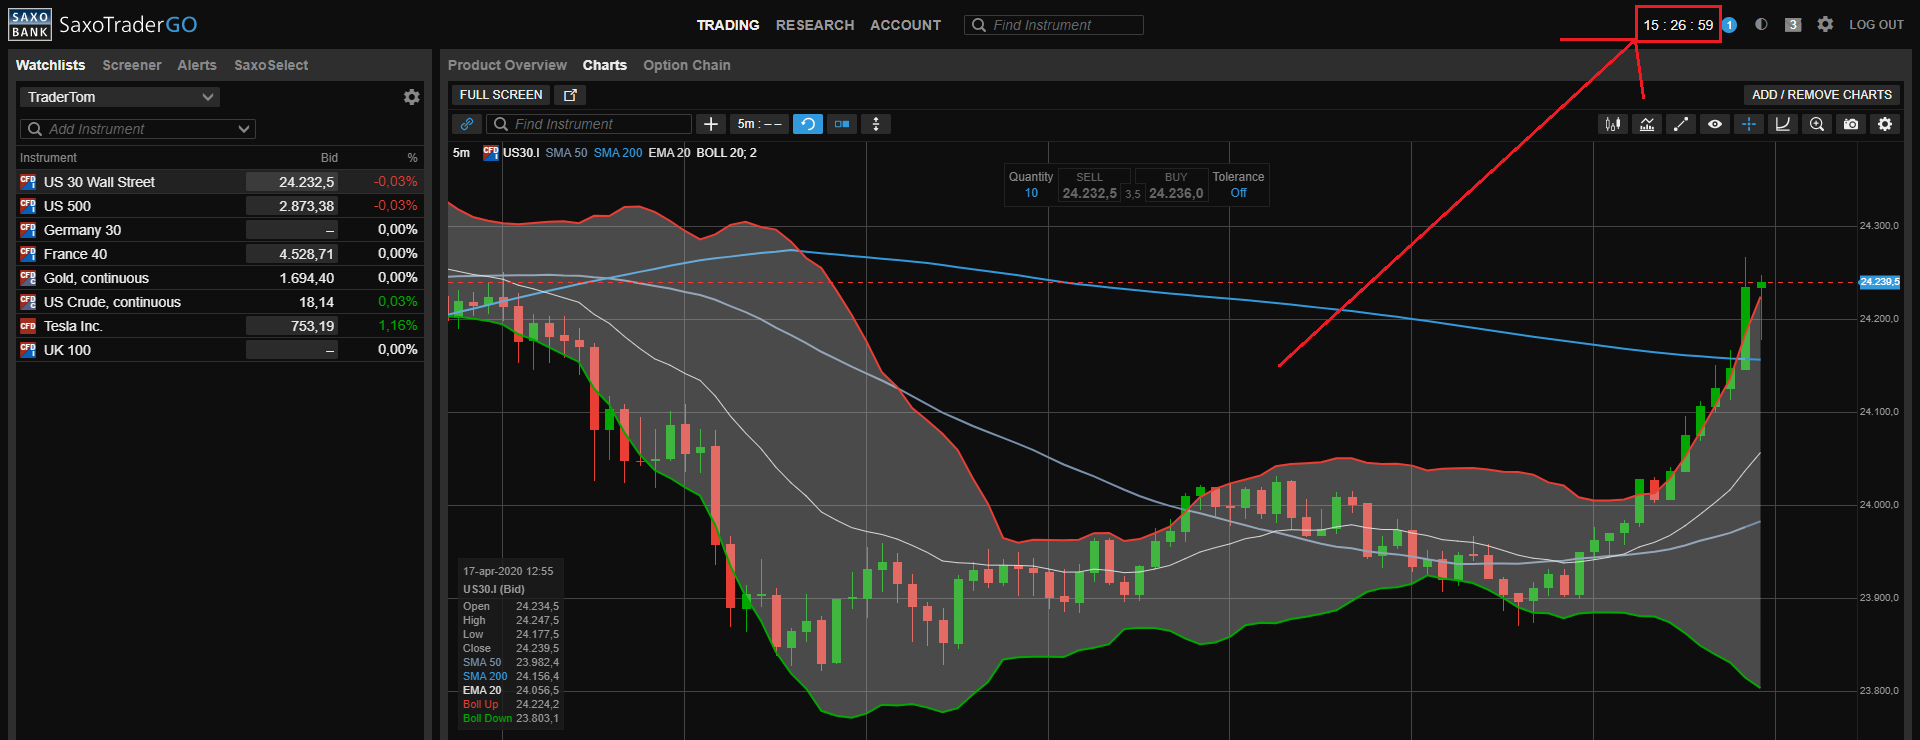 SAXO BANK SaxoTraderGO TRADING RESEARCH ACCOUNT Find Instrument 15 : 26 : 59 1 3 LOG OUT
Watchlists Screener Alerts SaxoSelect
TraderTom
Add Instrument
Instrument Bid %
CFD I US 30 Wall Street 24.232,5 -0,03%
CFD I US 500 2.873,38 -0,03%
CFD I Germany 30 – 0,00%
CFD I France 40 4.528,71 0,00%
CFD C Gold, continuous 1.694,40 0,00%
CFD C US Crude, continuous 18,14 0,03%
CFD Tesla Inc. 753,19 1,16%
CFD I UK 100 – 0,00%
Product Overview Charts Option Chain
FULL SCREEN ADD / REMOVE CHARTS
Find Instrument 5m : – –
5m CFD I US30.I SMA 50 SMA 200 EMA 20 BOLL 20; 2
Quantity SELL BUY Tolerance
10 24.232,5 3,5 24.236,0 Off
24.300,0
24.239,5
24.200,0
24.100,0
24.000,0
23.900,0
23.800,0
17-apr-2020 12:55
US30.I (Bid)
Open 24.234,5
High 24.247,5
Low 24.177,5
Close 24.239,5
SMA 50 23.982,4
SMA 200 24.156,4
EMA 20 24.056,5
Boll Up 24.224,2
Boll Down 23.803,1